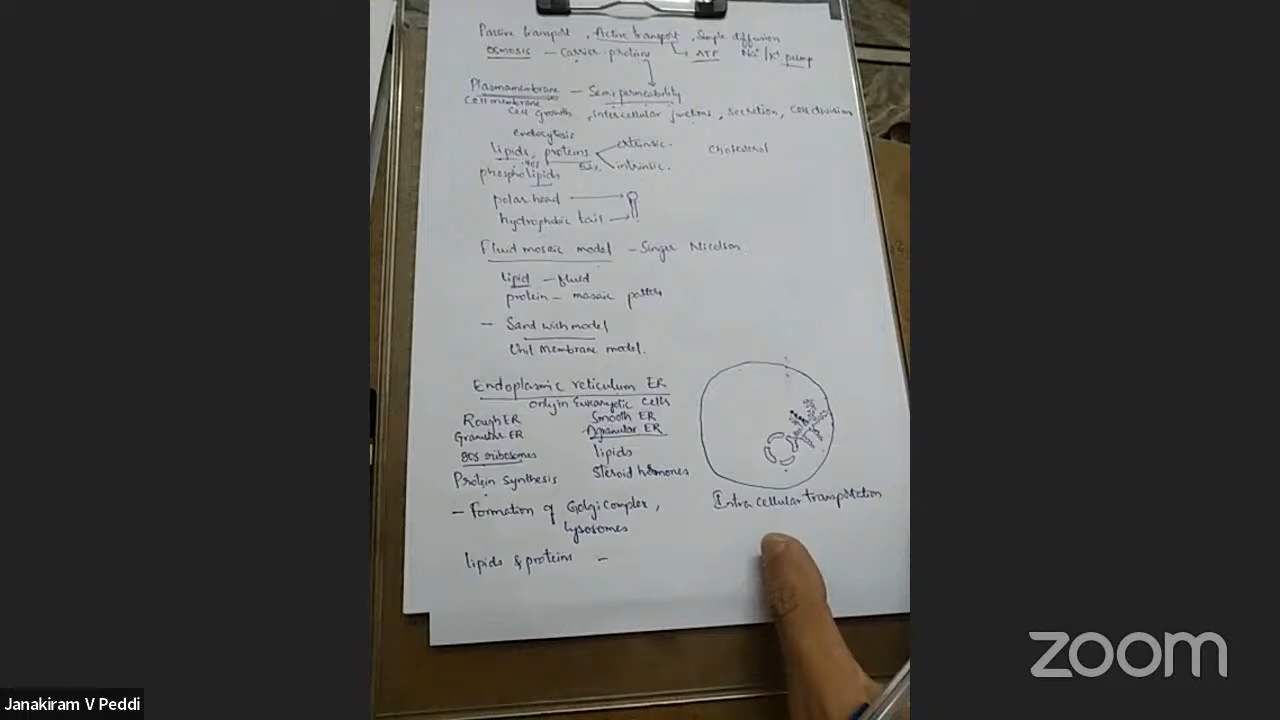 Passive transport, Active transport, Simple diffusion
osmosis - carrier protein → ATP Na+/K+ pump
Plasmamembrane - Semi permeability
Cell membrane
Cell growth, intercellular junctions, secretion, cell division
endocytosis
lipids, proteins extrinsic. cholesterol
intrinsic.
phospholipids
polar head
hydrophobic tail
Fluid mosaic model - Singer Nicolson
lipid - fluid
protein - mosaic pattern
- Sandwith model
Unit Membrane model.
Endoplasmic reticulum ER
only in Eukaryotic cells
Rough ER Smooth ER
Granular ER Agranular ER
80s ribosomes lipids
Protein synthesis Steroid hormones
Intra cellular transportation
- Formation of Golgi complex,
lysosomes
lipids & proteins -
zoom
Janakiram V Peddi